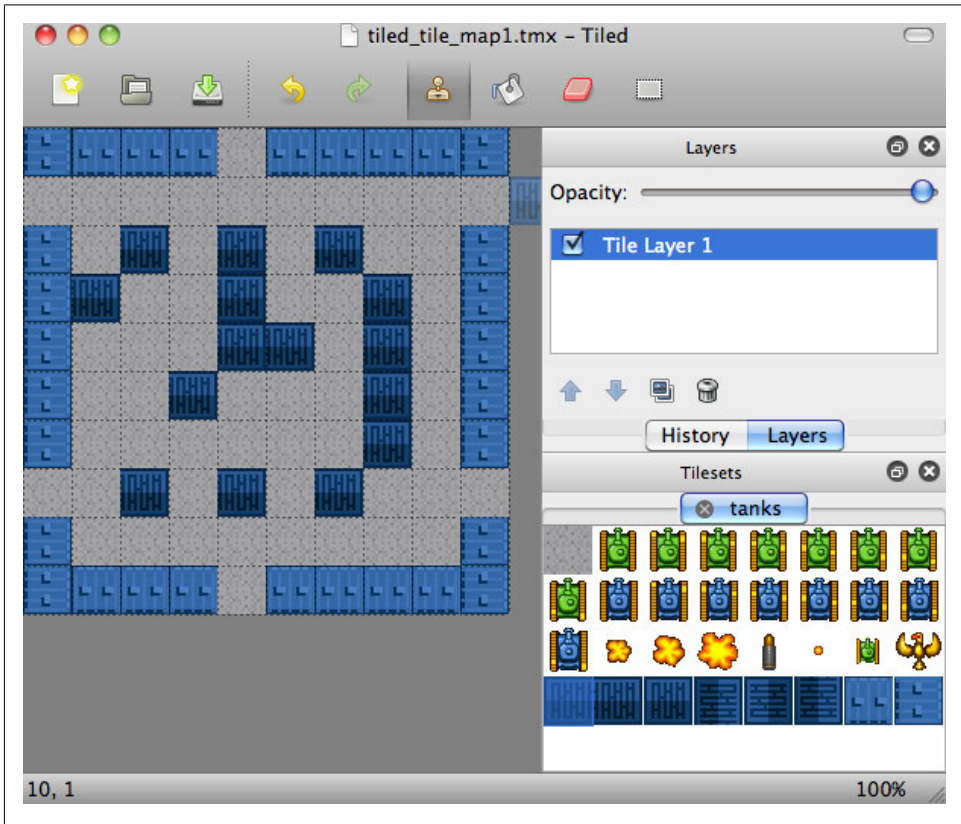 tiled_tile_map1.tmx – Tiled
Layers
Opacity:
Tile Layer 1
History Layers
Tilesets
tanks
10, 1
100%